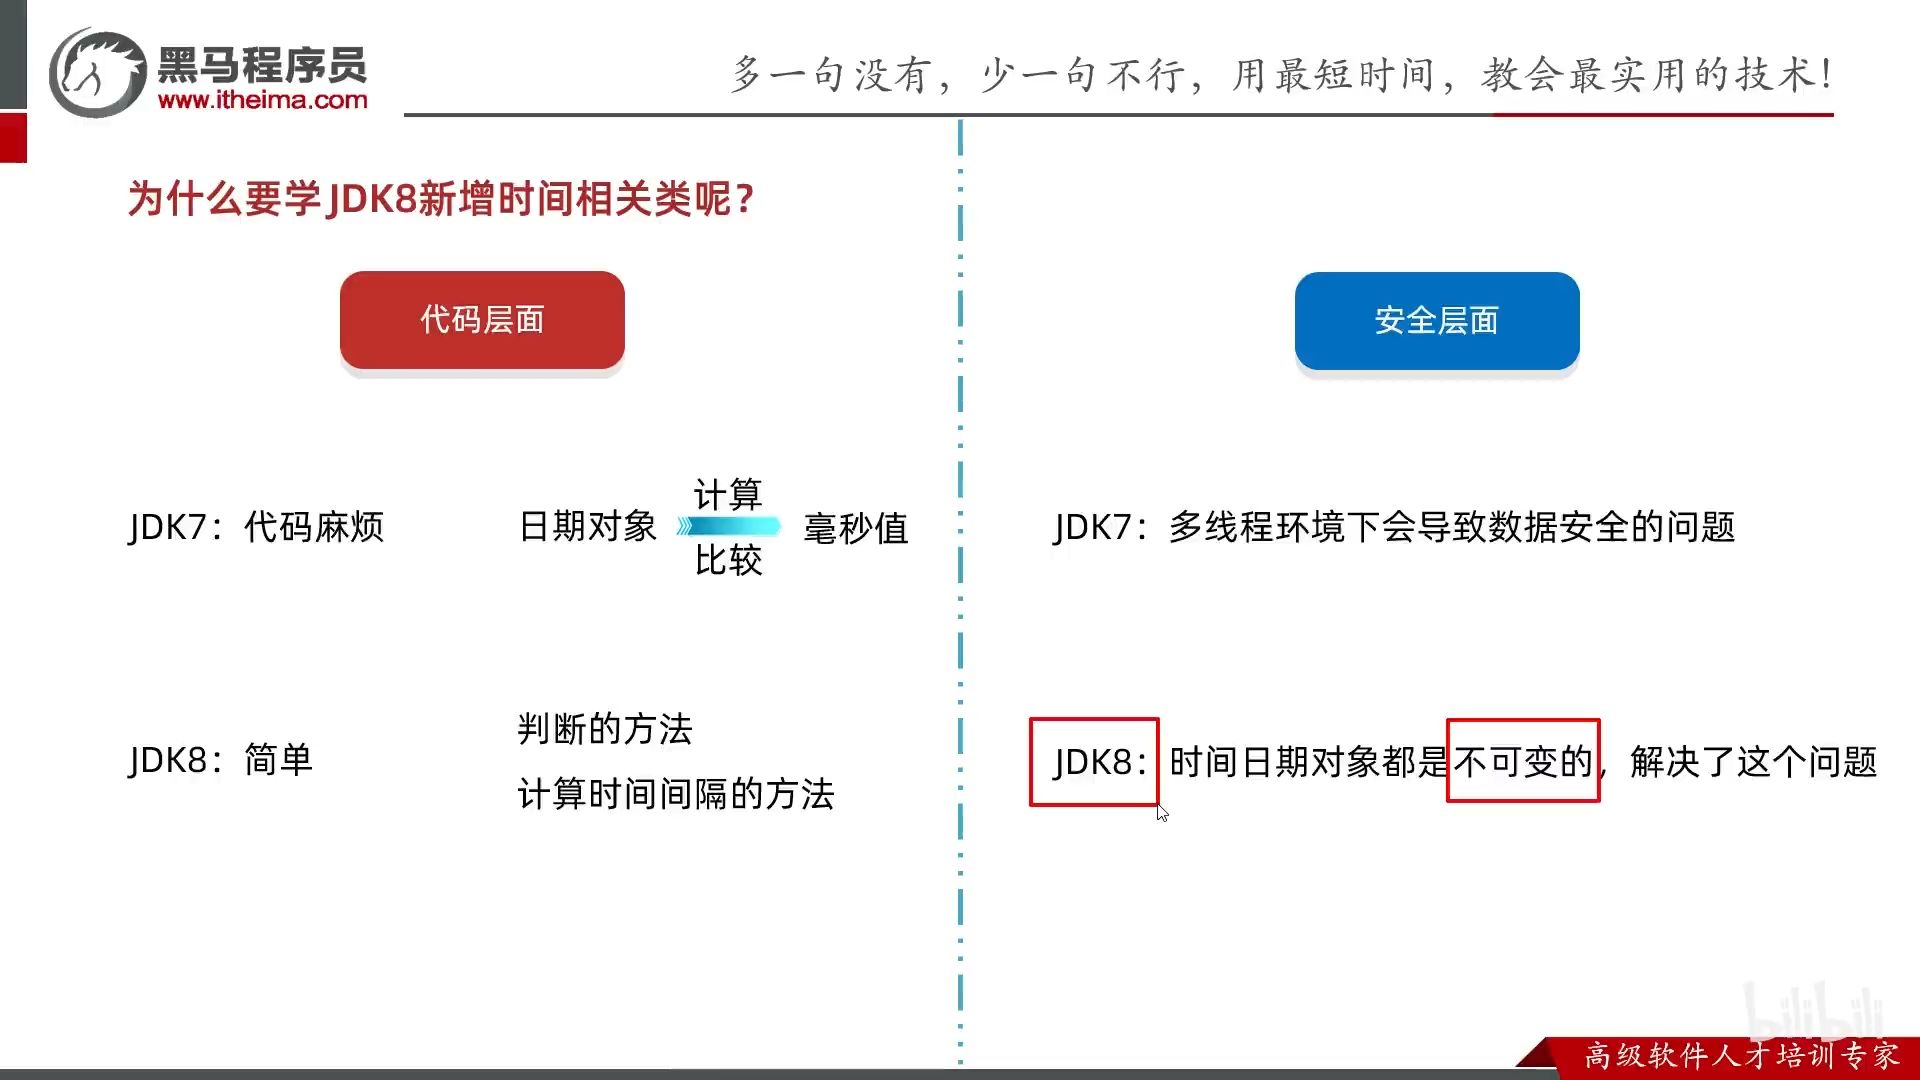 黑马程序员
www.itheima.com
多一句没有，少一句不行，用最短时间，教会最实用的技术！
为什么要学JDK8新增时间相关类呢？
代码层面
JDK7：代码麻烦
日期对象
计算
比较
毫秒值
JDK8：简单
判断的方法
计算时间间隔的方法
安全层面
JDK7：多线程环境下会导致数据安全的问题
JDK8：时间日期对象都是不可变的，解决了这个问题
bilibili
高级软件人才培训专家